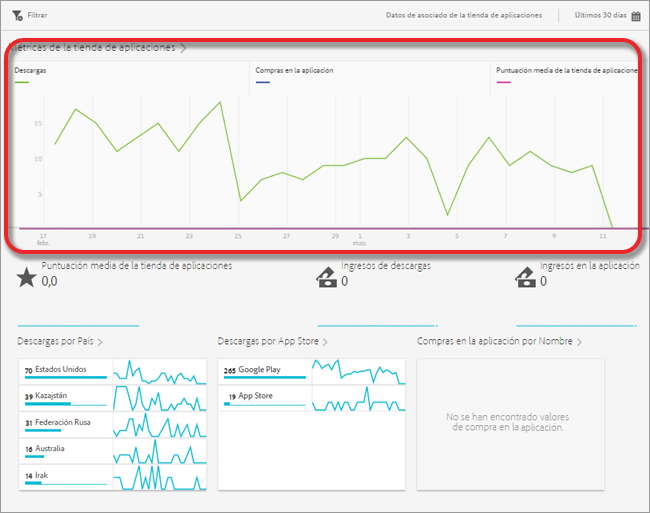 Filtrar
Datos de asociado de la tienda de aplicaciones
Últimos 30 días
Métricas de la tienda de aplicaciones
Descargas
Compras en la aplicación
Puntuación media de la tienda de aplicacione
15
10
5
17 19 21 23 25 27 1 3 5 7 9 11
febr. mzo.
Puntuación media de la tienda de aplicaciones
0,0
Ingresos de descargas
0
Ingresos en la aplicación
0
Descargas por País
Descargas por App Store
Compras en la aplicación por Nombre
70 Estados Unidos
39 Kazajstán
31 Federación Rusa
16 Australia
14 Irak
265 Google Play
19 App Store
No se han encontrado valores
de compra en la aplicación.